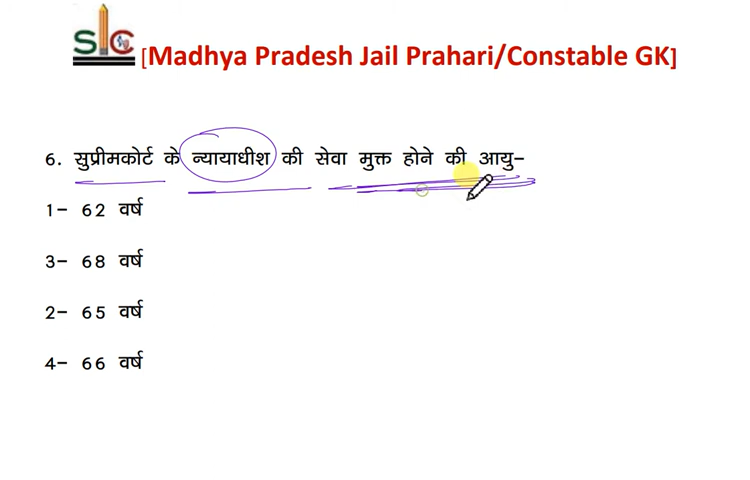 SIC
[Madhya Pradesh Jail Prahari/Constable GK]
6. सुप्रीमकोर्ट के न्यायाधीश की सेवा मुक्त होने की आयु-
1- 62 वर्ष
3- 68 वर्ष
2- 65 वर्ष
4- 66 वर्ष